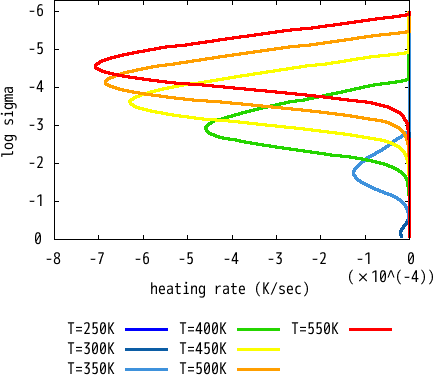 -6
-5
-4
-3
-2
-1
0
log sigma
-8 -7 -6 -5 -4 -3 -2 -1 0
(×10^(-4))
heating rate (K/sec)
T=250K T=400K T=550K
T=300K T=450K
T=350K T=500K